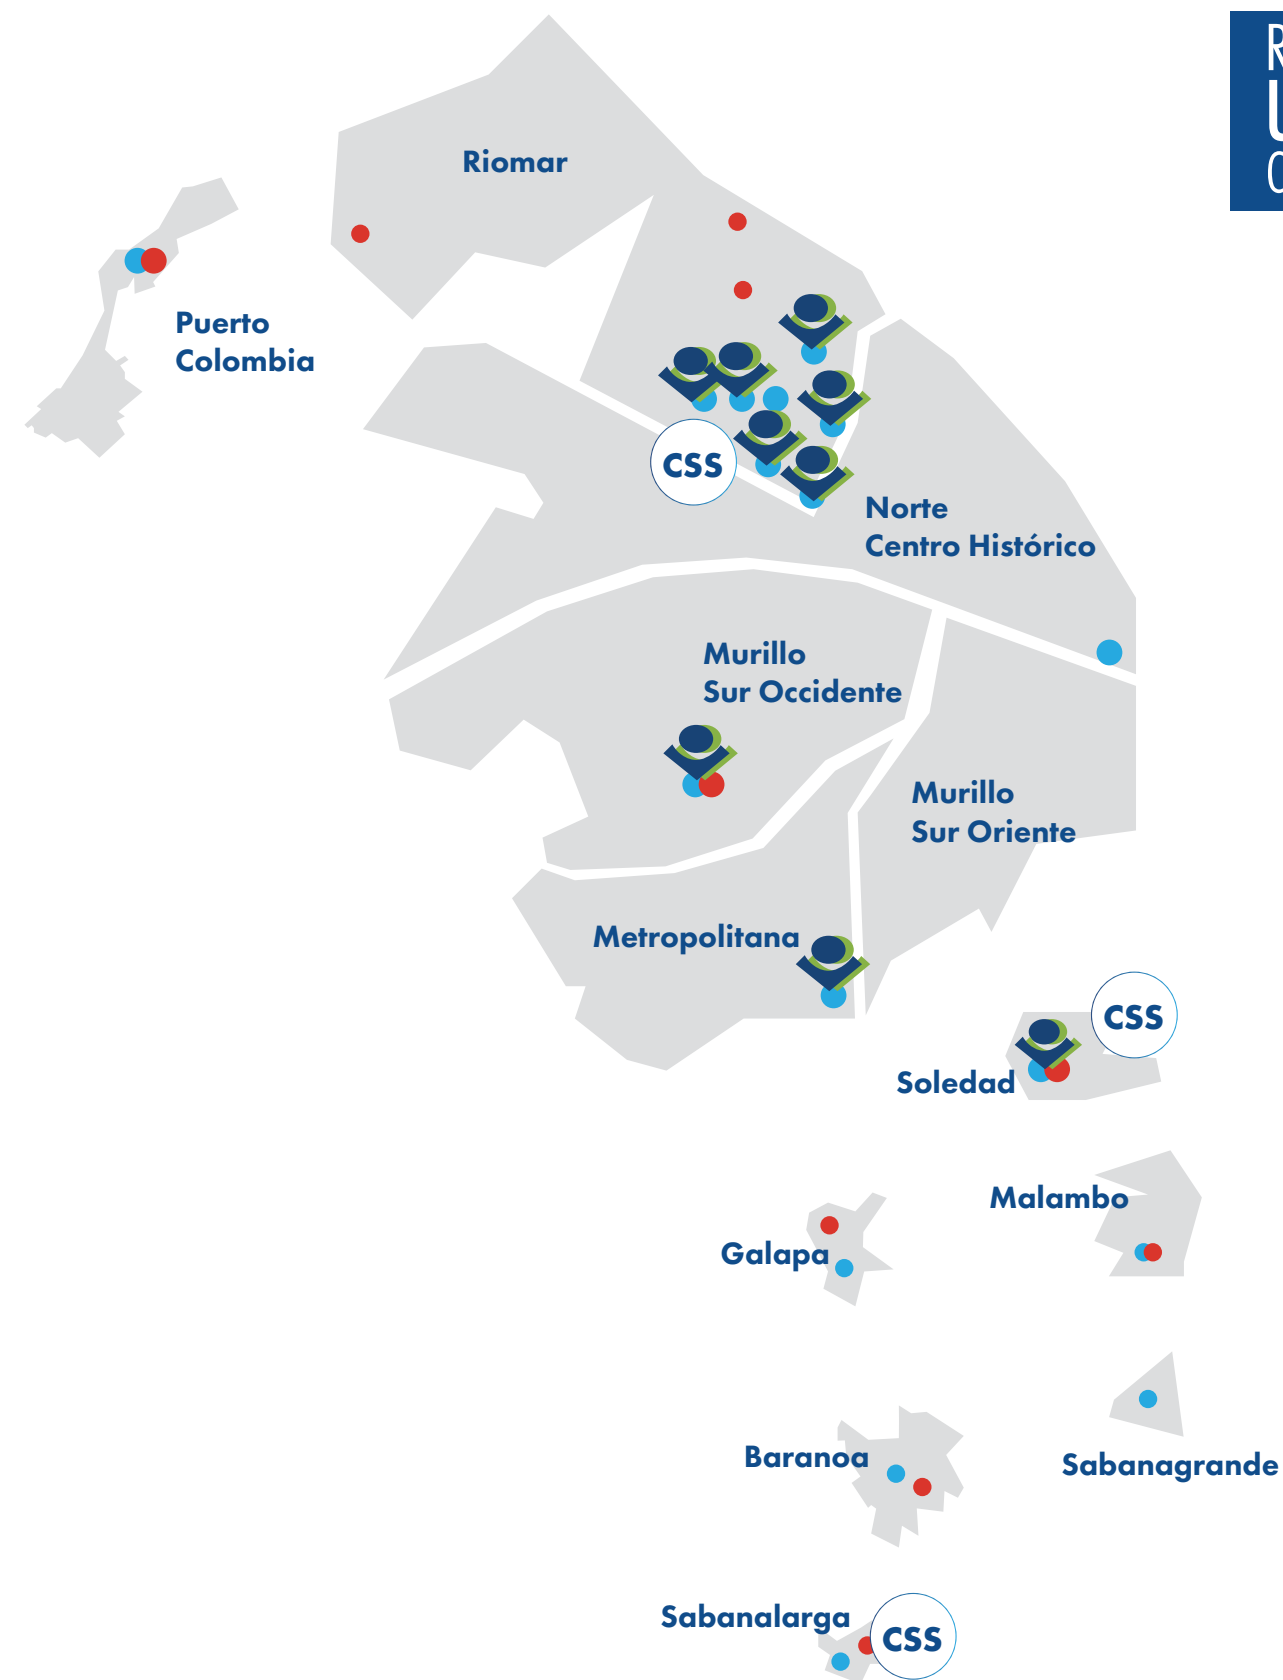 Riomar
Puerto
Colombia
CSS
Norte
Centro Histórico
Murillo
Sur Occidente
Murillo
Sur Oriente
Metropolitana
CSS
Soledad
Malambo
Galapa
Baranoa
Sabanagrande
Sabanalarga
CSS